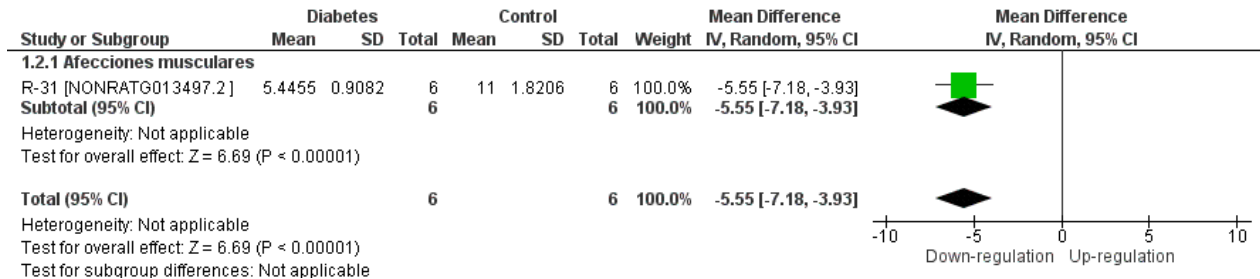 Diabetes Control Mean Difference Mean Difference
Study or Subgroup Mean SD Total Mean SD Total Weight IV, Random, 95% CI IV, Random, 95% CI
1.2.1 Afecciones musculares
R-31 [NONRATG013497.2] 5.4455 0.9082 6 11 1.8206 6 100.0% -5.55 [-7.18, -3.93]
Subtotal (95% CI) 6 6 100.0% -5.55 [-7.18, -3.93]
Heterogeneity: Not applicable
Test for overall effect: Z = 6.69 (P < 0.00001)
Total (95% CI) 6 6 100.0% -5.55 [-7.18, -3.93]
Heterogeneity: Not applicable
Test for overall effect: Z = 6.69 (P < 0.00001)
Test for subgroup differences: Not applicable
-10 -5 0 5 10
Down-regulation Up-regulation